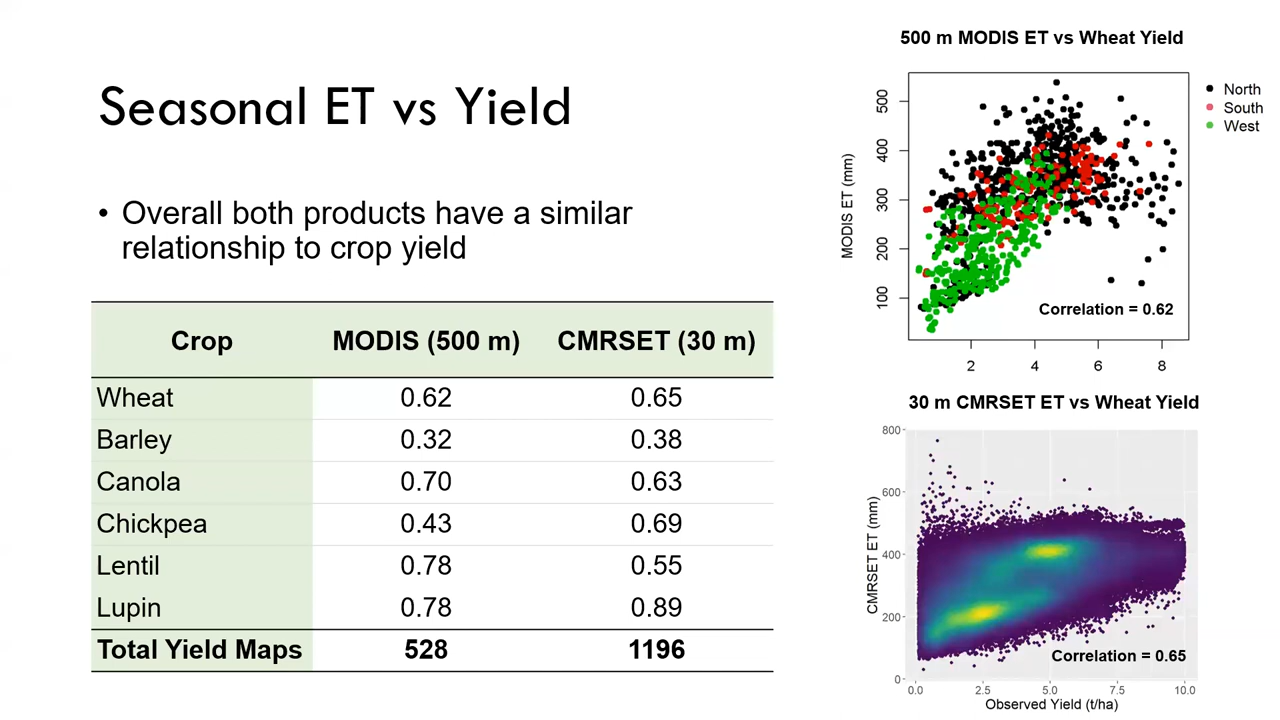 Seasonal ET vs Yield
• Overall both products have a similar
relationship to crop yield
Crop MODIS (500 m) CMRSET (30 m)
Wheat 0.62 0.65
Barley 0.32 0.38
Canola 0.70 0.63
Chickpea 0.43 0.69
Lentil 0.78 0.55
Lupin 0.78 0.89
Total Yield Maps 528 1196
500 m MODIS ET vs Wheat Yield
North
South
West
MODIS ET (mm)
500
400
300
200
100
Correlation = 0.62
2 4 6 8
30 m CMRSET ET vs Wheat Yield
CMRSET ET (mm)
800
600
400
200
0
Correlation = 0.65
0.0 2.5 5.0 7.5 10.0
Observed Yield (t/ha)